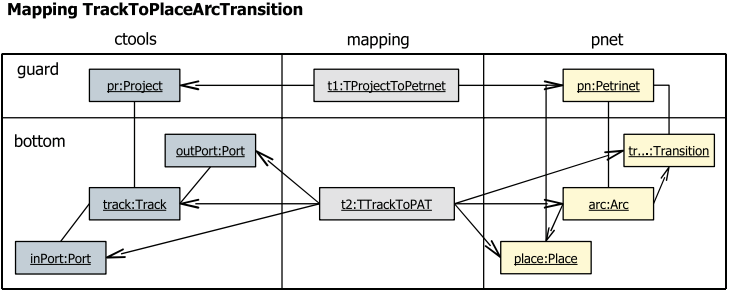 Mapping TrackToPlaceArcTransition
ctools mapping pnet
guard
pr:Project t1:TProjectToPetrnet pn:Petrinet
bottom
outPort:Port tr...:Transition
track:Track t2:TTrackToPAT arc:Arc
inPort:Port place:Place